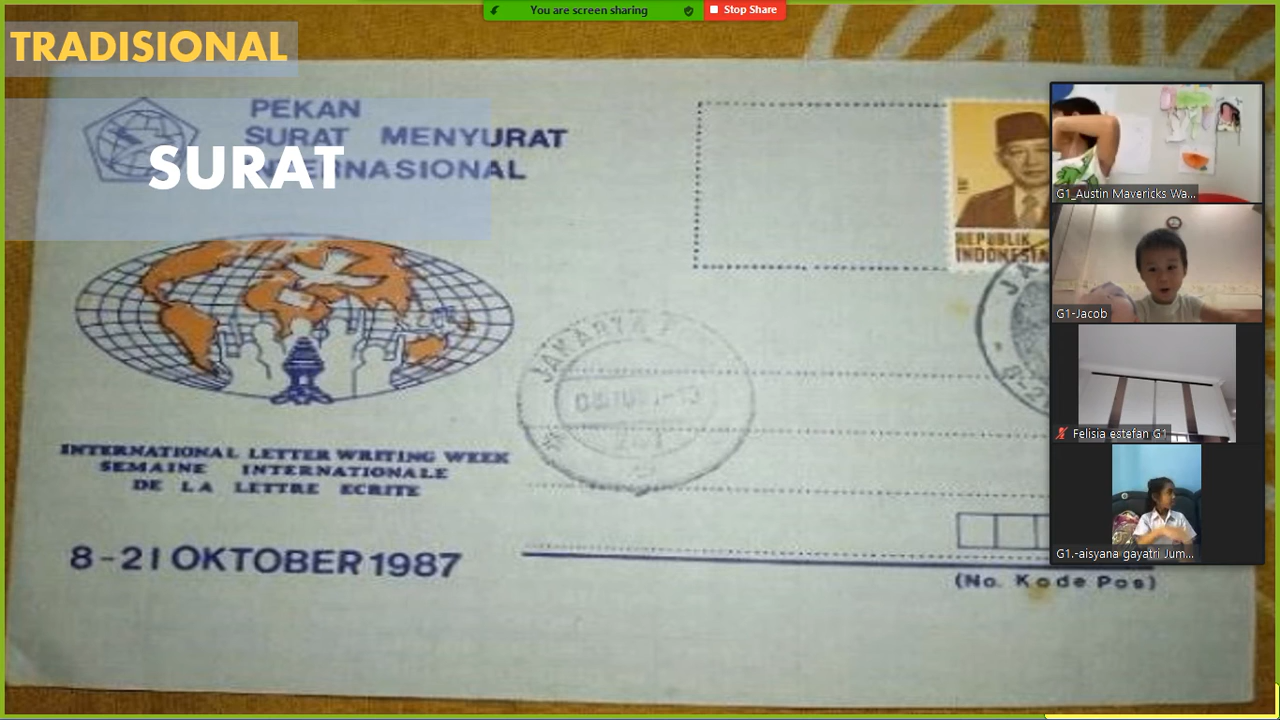 You are screen sharing
Stop Share
TRADISIONAL
PEKAN
SURAT MENYURAT
INTERNASIONAL
SURAT
REPUBLIK
INDONESIA
JAKARTA
INTERNATIONAL LETTER WRITING WEEK
SEMAINE INTERNATIONALE
DE LA LETTRE ECRITE
8-21 OKTOBER 1987
(No. Kode Pos)
G1_Austin Mavericks Wa...
G1-Jacob
Felisia estefan G1
G1.-aisyana gayatri Jum...